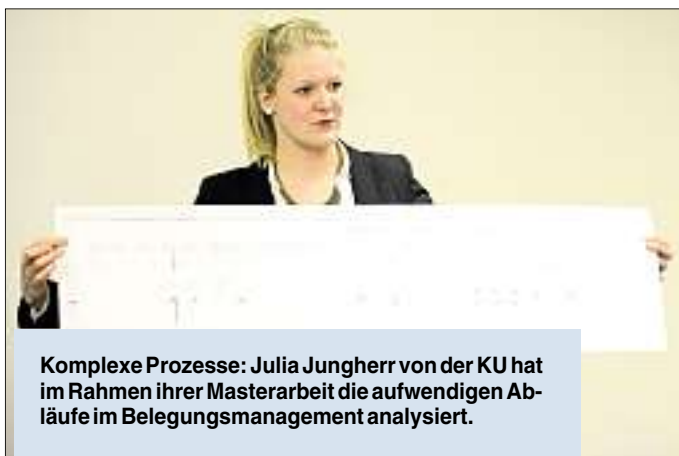 Komplexe Prozesse: Julia Jungherr von der KU hat
im Rahmen ihrer Masterarbeit die aufwendigen Ab-
läufe im Belegungsmanagement analysiert.